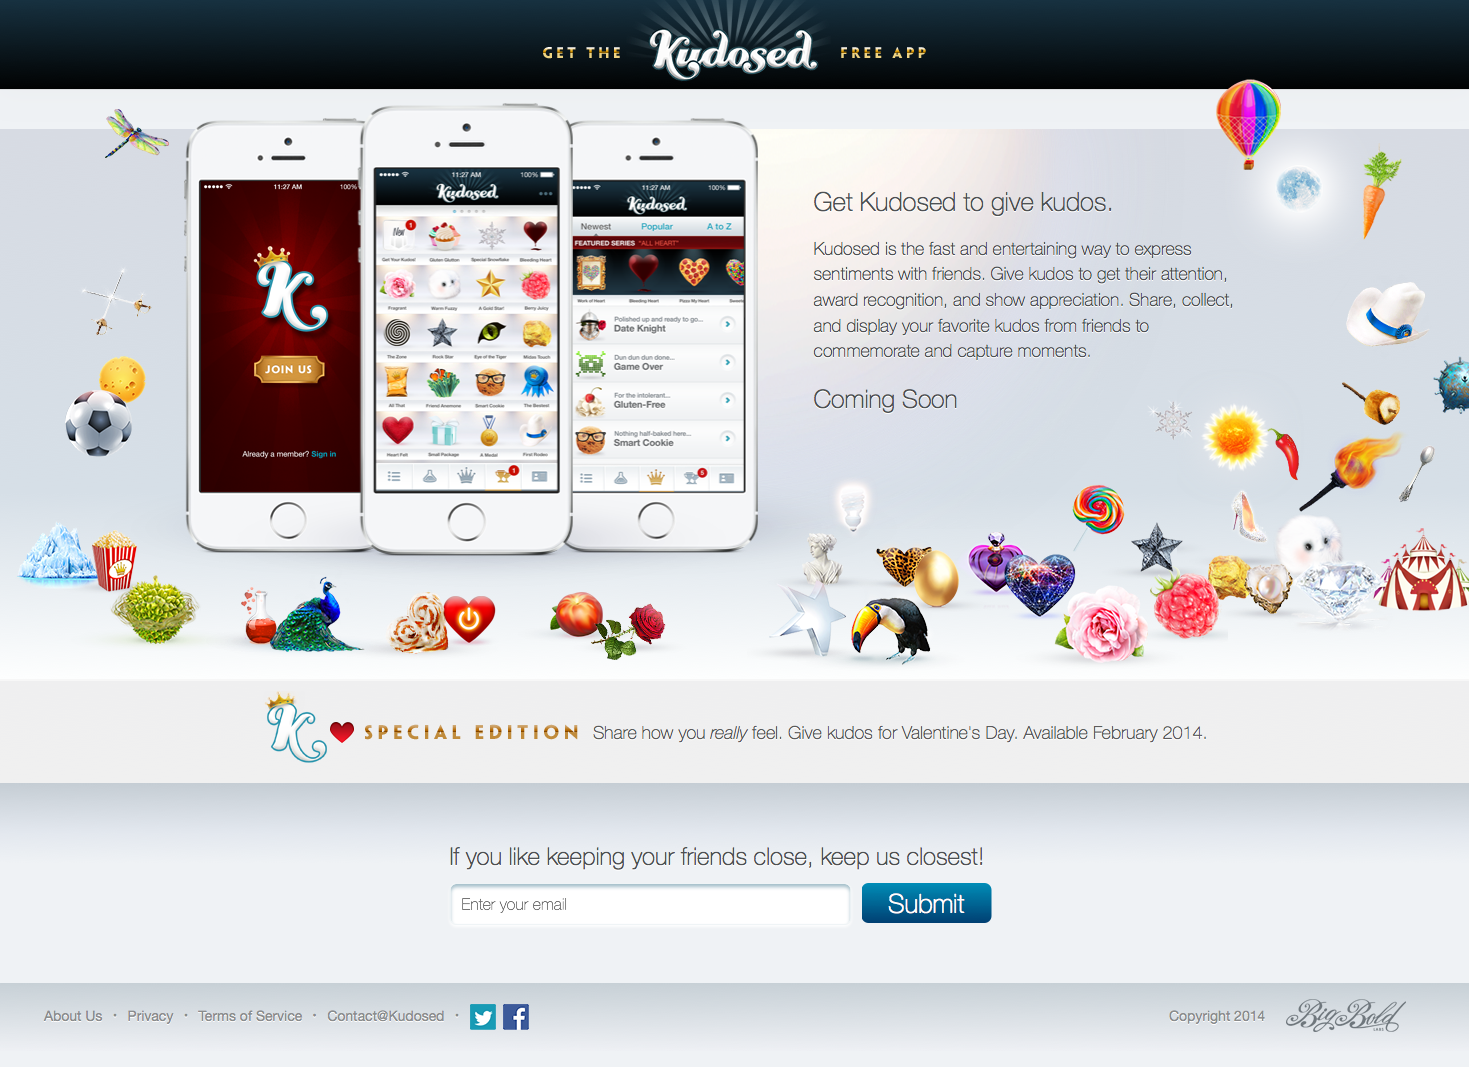 GET THE Kudosed. FREE APP
11:27 AM 100%
K
JOIN US
Already a member? Sign in
11:27 AM 100%
Kudosed.
New 1
Get Your Kudos! Gluten Glutton Special Snowflake Bleeding Heart
Fragrant Warm Fuzzy A Gold Star! Berry Juicy
The Zone Rock Star Eye of the Tiger Midas Touch
All That Friend Anemone Smart Cookie The Bestest
Heart Felt Small Package A Medal First Rodeo
1
11:27 AM 100%
Kudosed.
Newest Popular A to Z
FEATURED SERIES "ALL HEART"
Work of Heart Bleeding Heart Pizza My Heart
Polished up and ready to go...
Date Knight
Dun dun dun done...
Game Over
For the intolerant...
Gluten-Free
Nothing half-baked here...
Smart Cookie
5
Get Kudosed to give kudos.
Kudosed is the fast and entertaining way to express
sentiments with friends. Give kudos to get their attention,
award recognition, and show appreciation. Share, collect,
and display your favorite kudos from friends to
commemorate and capture moments.
Coming Soon
K SPECIAL EDITION Share how you really feel. Give kudos for Valentine's Day. Available February 2014.
If you like keeping your friends close, keep us closest!
Enter your email Submit
About Us · Privacy · Terms of Service · Contact@Kudosed · Copyright 2014 Big Bold
LABS